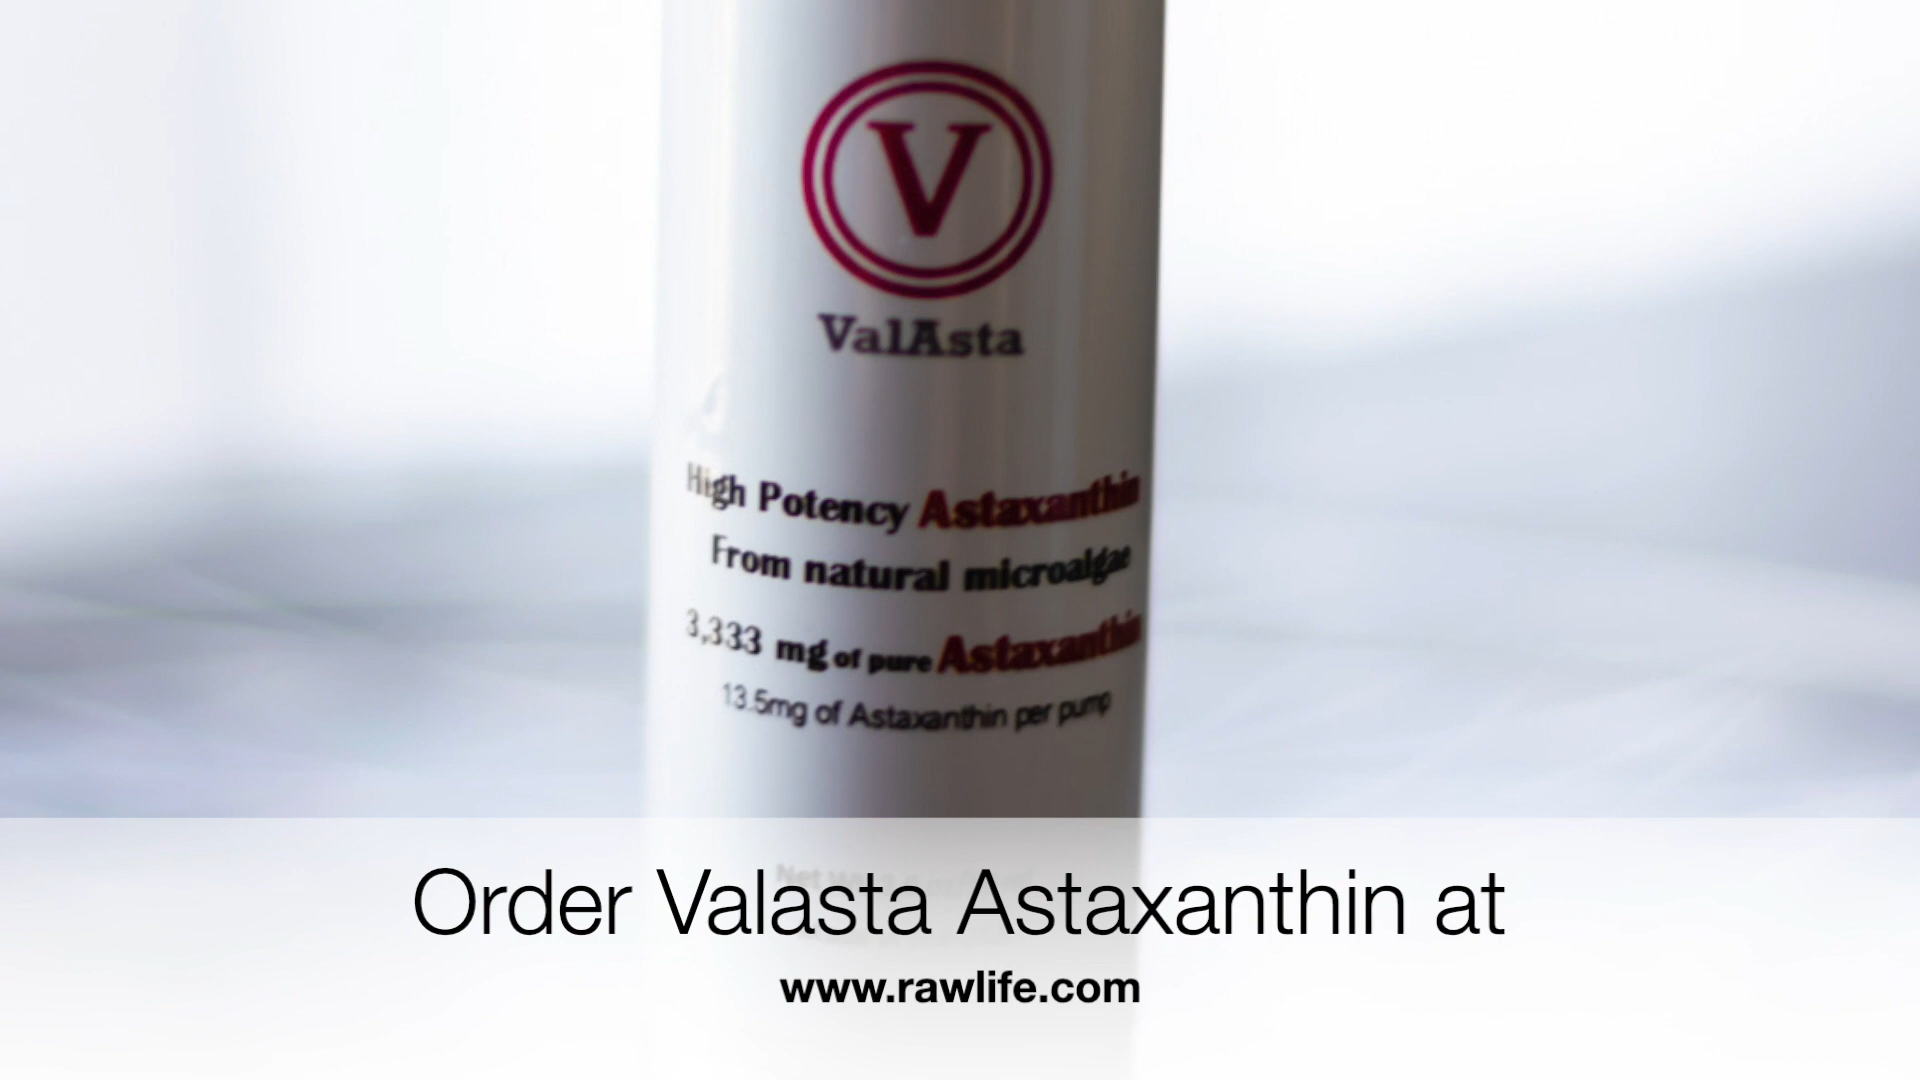 V
ValAsta
High Potency Astaxanthin
From natural microalgae
3,333 mg of pure Astaxanthin
13.5mg of Astaxanthin per pump
Net
Order Valasta Astaxanthin at
www.rawlife.com